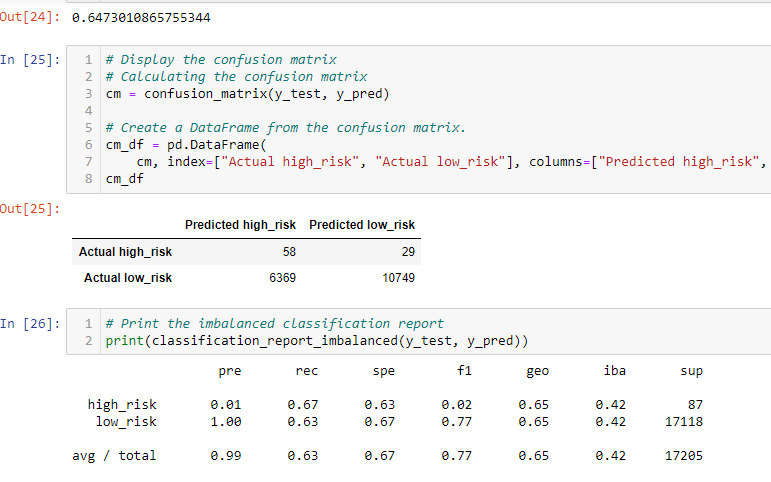 Out[24]: 0.6473010865755344
In [25]: 1 # Display the confusion matrix
2 # Calculating the confusion matrix
3 cm = confusion_matrix(y_test, y_pred)
4
5 # Create a DataFrame from the confusion matrix.
6 cm_df = pd.DataFrame(
7 cm, index=["Actual high_risk", "Actual low_risk"], columns=["Predicted high_risk",
8 cm_df
Out[25]:
Predicted high_risk Predicted low_risk
Actual high_risk 58 29
Actual low_risk 6369 10749
In [26]: 1 # Print the imbalanced classification report
2 print(classification_report_imbalanced(y_test, y_pred))
pre rec spe f1 geo iba sup
high_risk 0.01 0.67 0.63 0.02 0.65 0.42 87
low_risk 1.00 0.63 0.67 0.77 0.65 0.42 17118
avg / total 0.99 0.63 0.67 0.77 0.65 0.42 17205